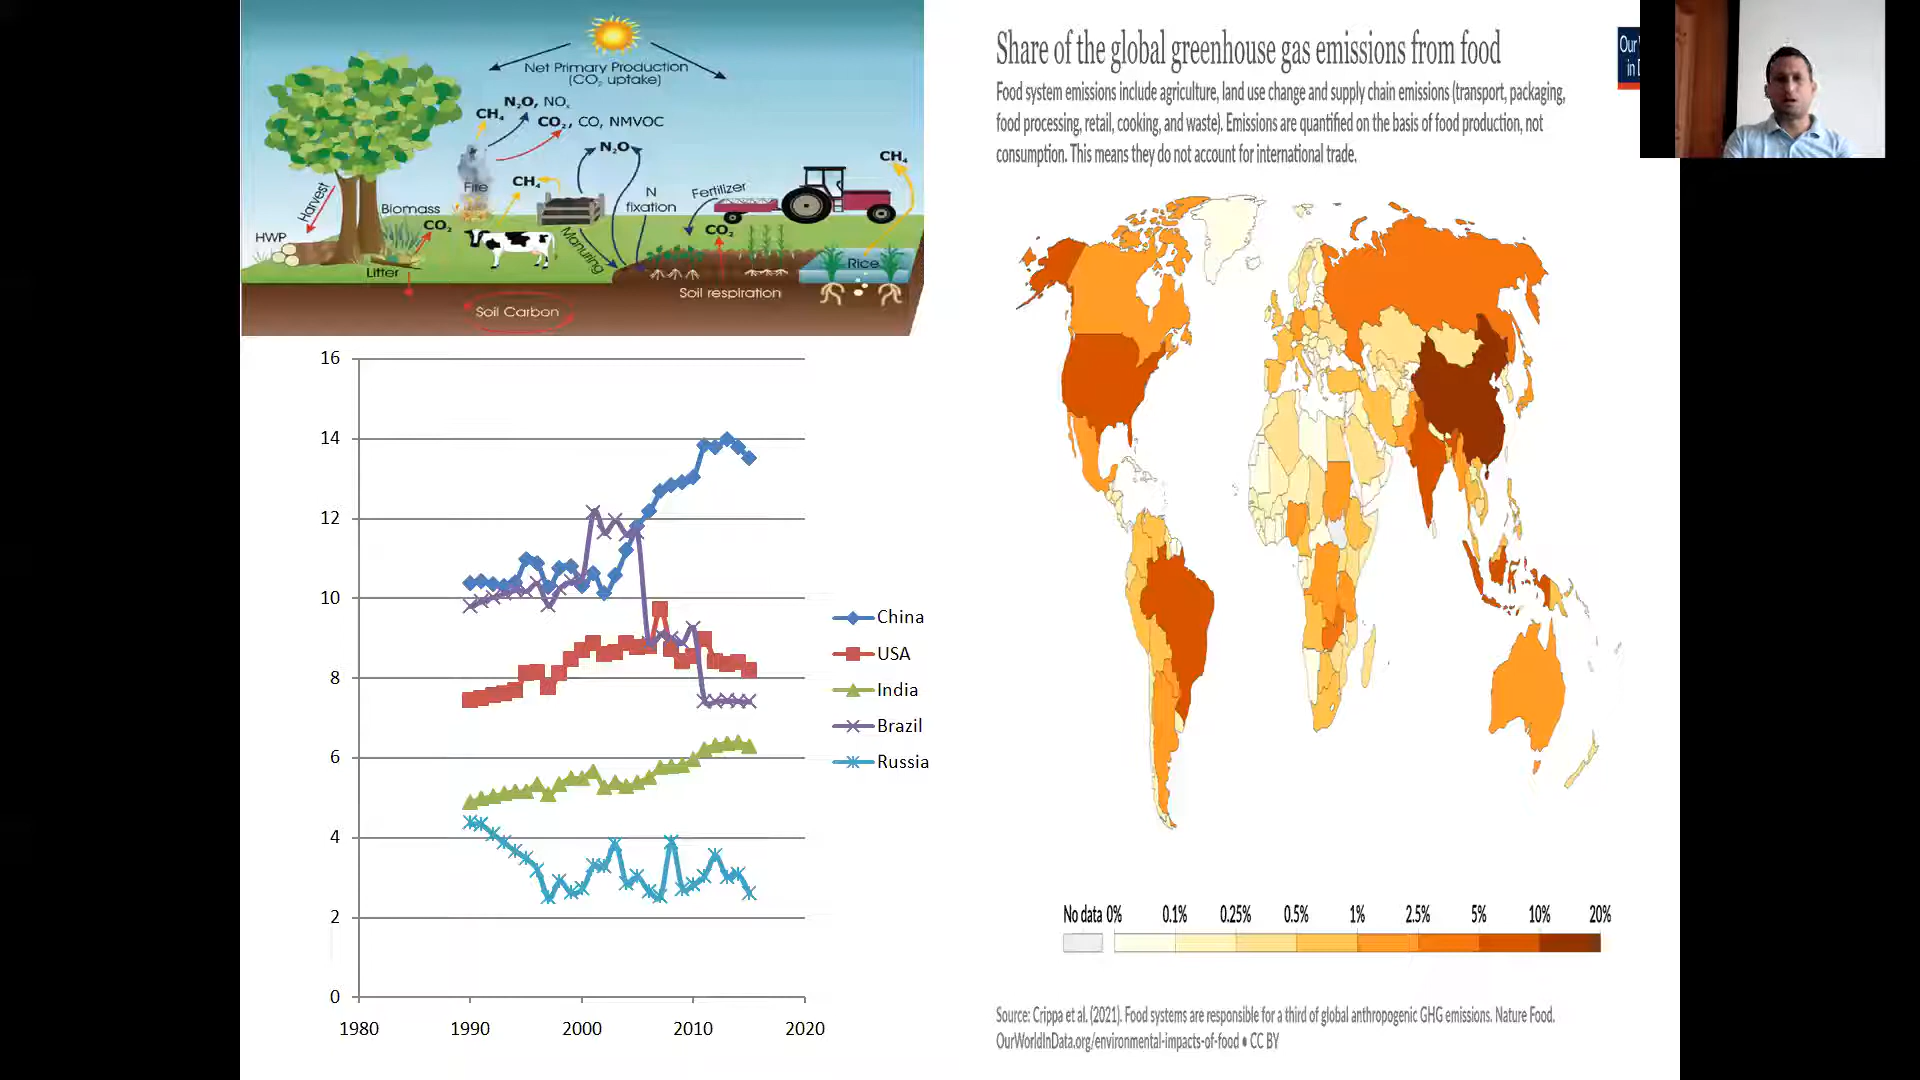 Net Primary Production
(CO₂ uptake)
N₂O, NOₓ
CH₄
CO₂, CO, NMVOC
N₂O
CH₄
Fire
CH₄
N
fixation
Fertilizer
Harvest
Biomass
CO₂
HWP
Litter
Manuring
CO₂
Rice
Soil respiration
Soil Carbon
16
14
12
10
8
6
4
2
0
1980 1990 2000 2010 2020
China
USA
India
Brazil
Russia
Share of the global greenhouse gas emissions from food
Food system emissions include agriculture, land use change and supply chain emissions (transport, packaging,
food processing, retail, cooking, and waste). Emissions are quantified on the basis of food production, not
consumption. This means they do not account for international trade.
Our
in
No data 0% 0.1% 0.25% 0.5% 1% 2.5% 5% 10% 20%
Source: Crippa et al. (2021). Food systems are responsible for a third of global anthropogenic GHG emissions. Nature Food.
OurWorldInData.org/environmental-impacts-of-food • CC BY